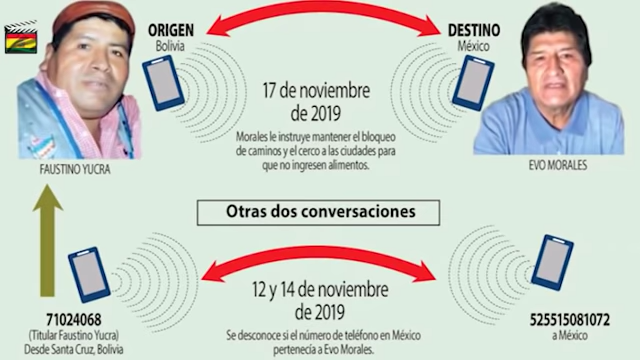 ORIGEN
Bolivia
DESTINO
México
17 de noviembre
de 2019
Morales le instruye mantener el bloqueo
de caminos y el cerco a las ciudades para
que no ingresen alimentos.
FAUSTINO YUCRA
EVO MORALES
Otras dos conversaciones
12 y 14 de noviembre
de 2019
71024068
(Titular Faustino Yucra)
Desde Santa Cruz, Bolivia
Se desconoce si el número de teléfono en México
pertenecía a Evo Morales.
525515081072
a México